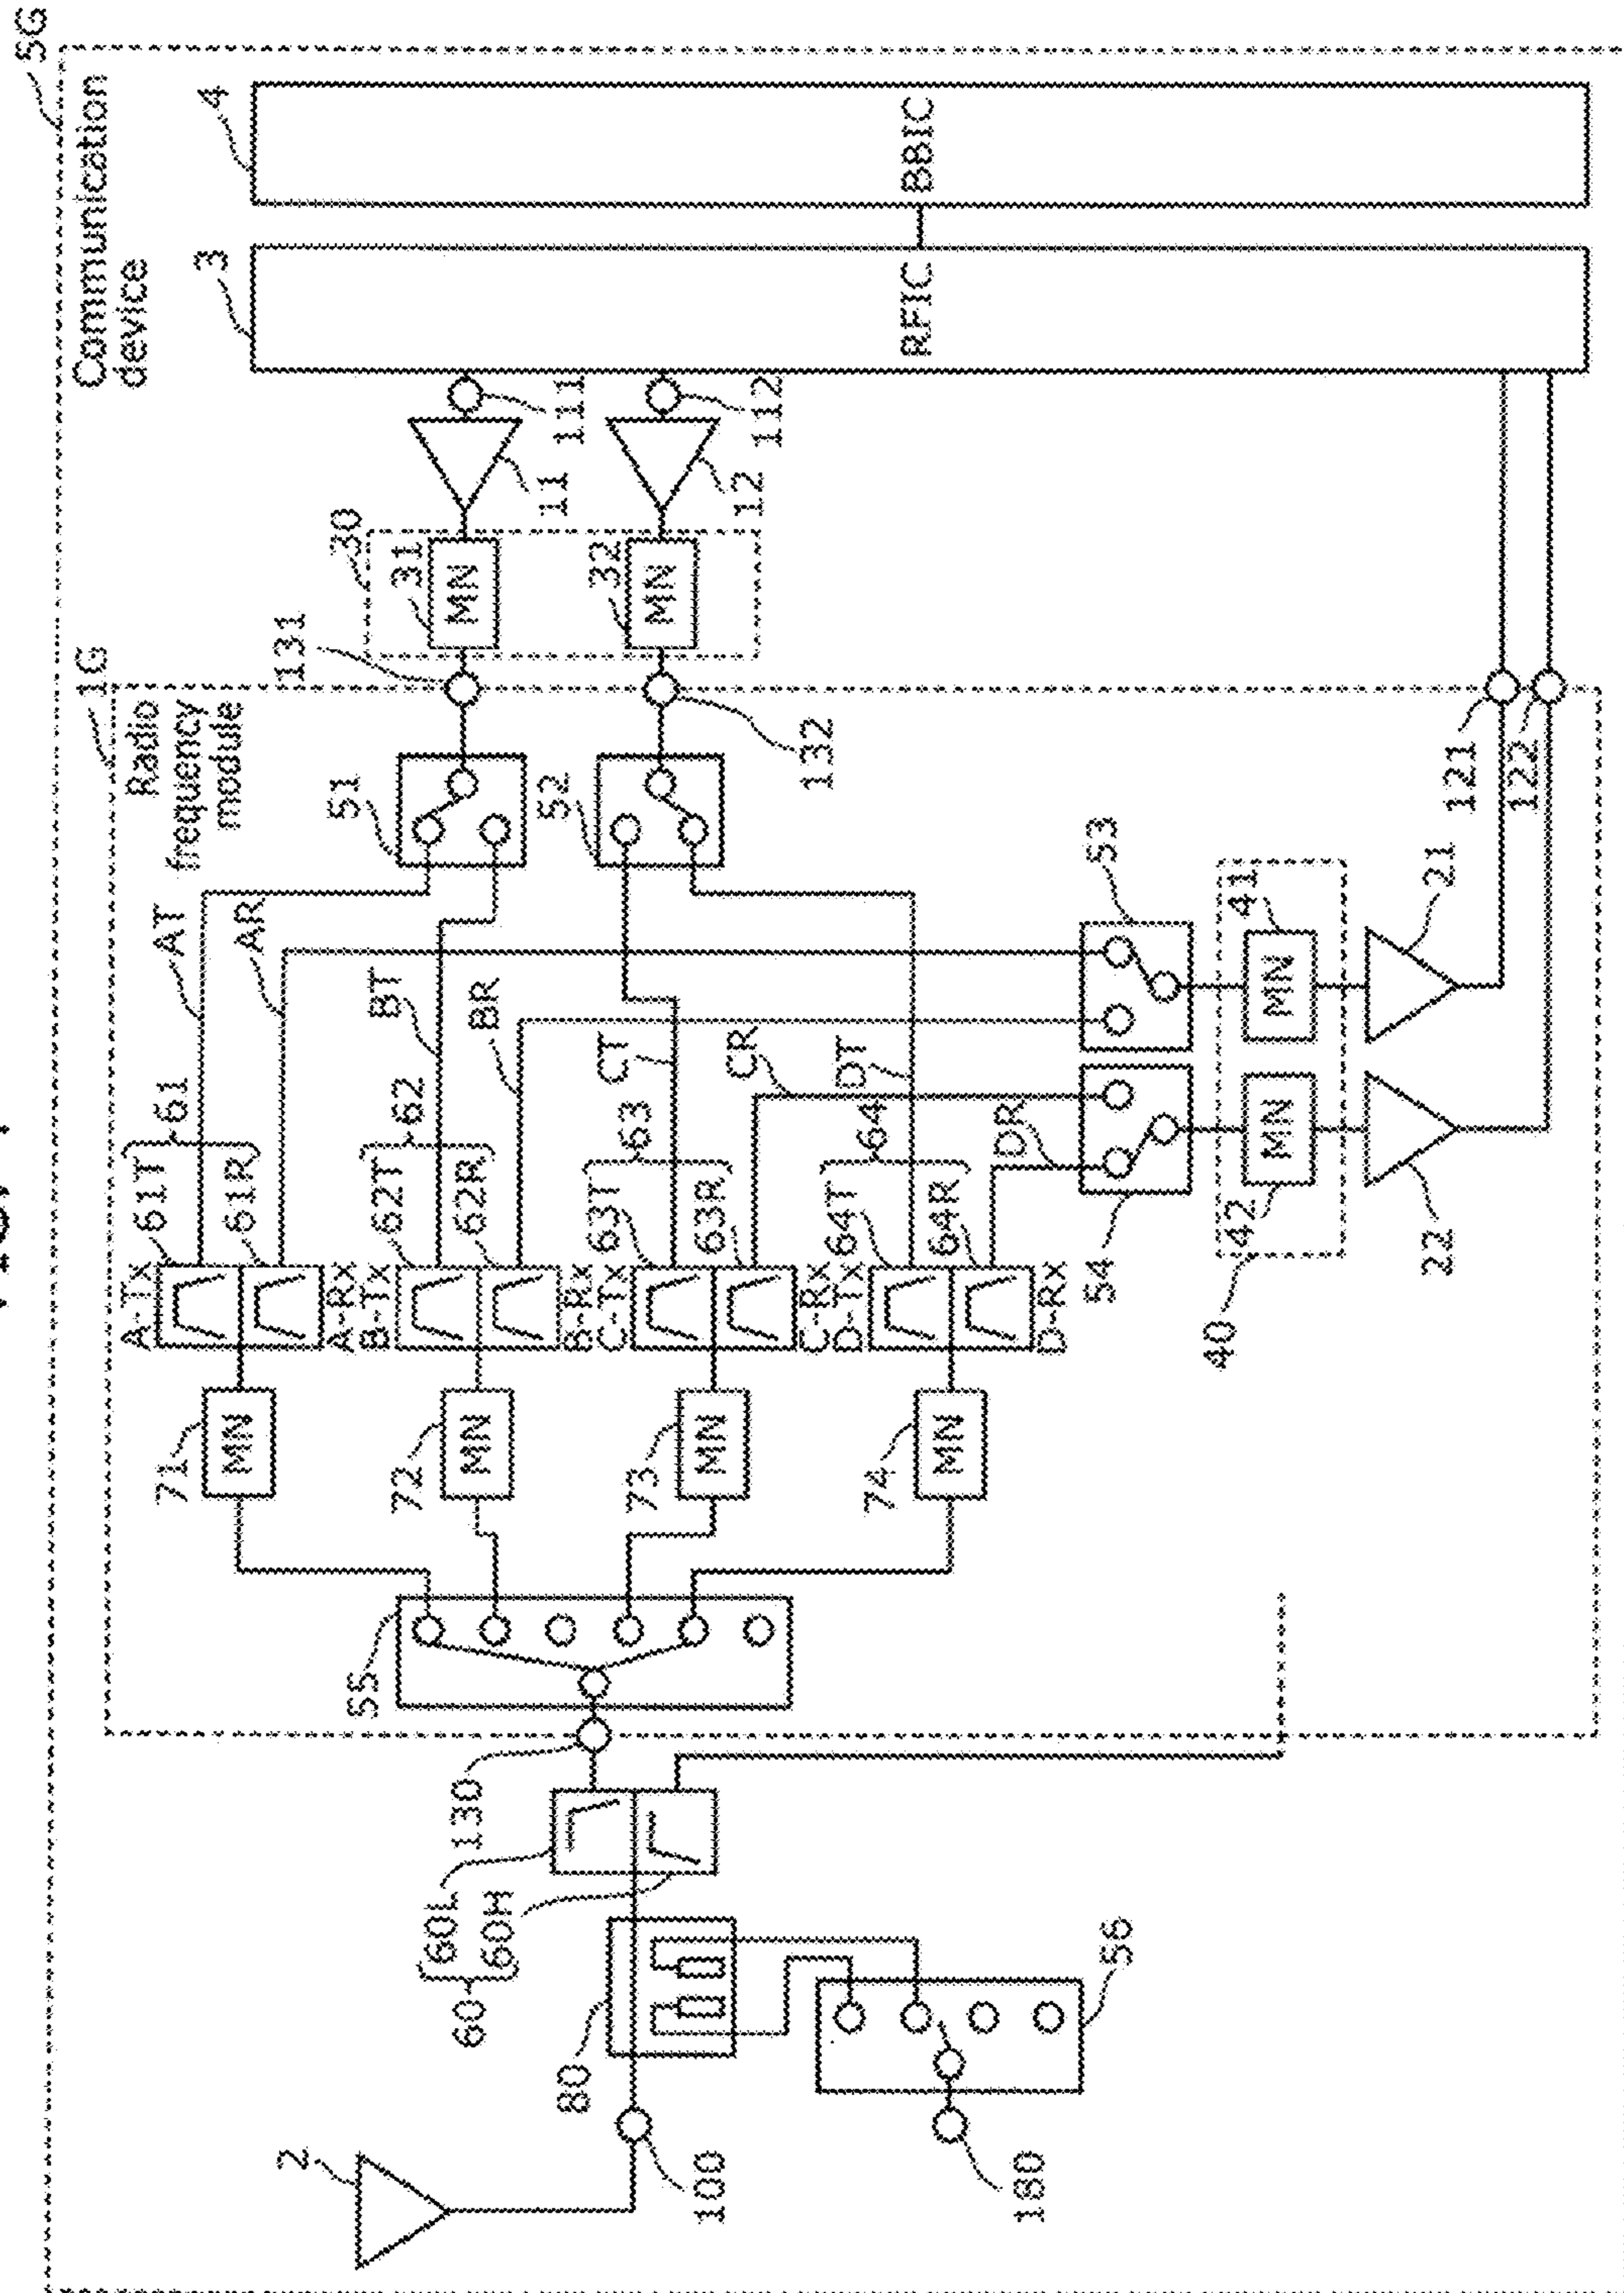 5G
Communication
device
1G
Radio
frequency
module
4
BBIC
3
RFIC
111
112
11
12
30
31
MN
32
MN
131
132
51
52
53
54
121
122
AT
AR
BT
BR
CT
CR
DT
DR
61
61T
61R
62
62T
62R
63
63T
63R
64
64T
64R
A-Tx
A-Rx
B-Tx
B-Rx
C-Tx
C-Rx
D-Tx
D-Rx
40
41
MN
42
MN
21
22
71
MN
72
MN
73
MN
74
MN
55
130
60
60L
60H
80
56
2
100
180